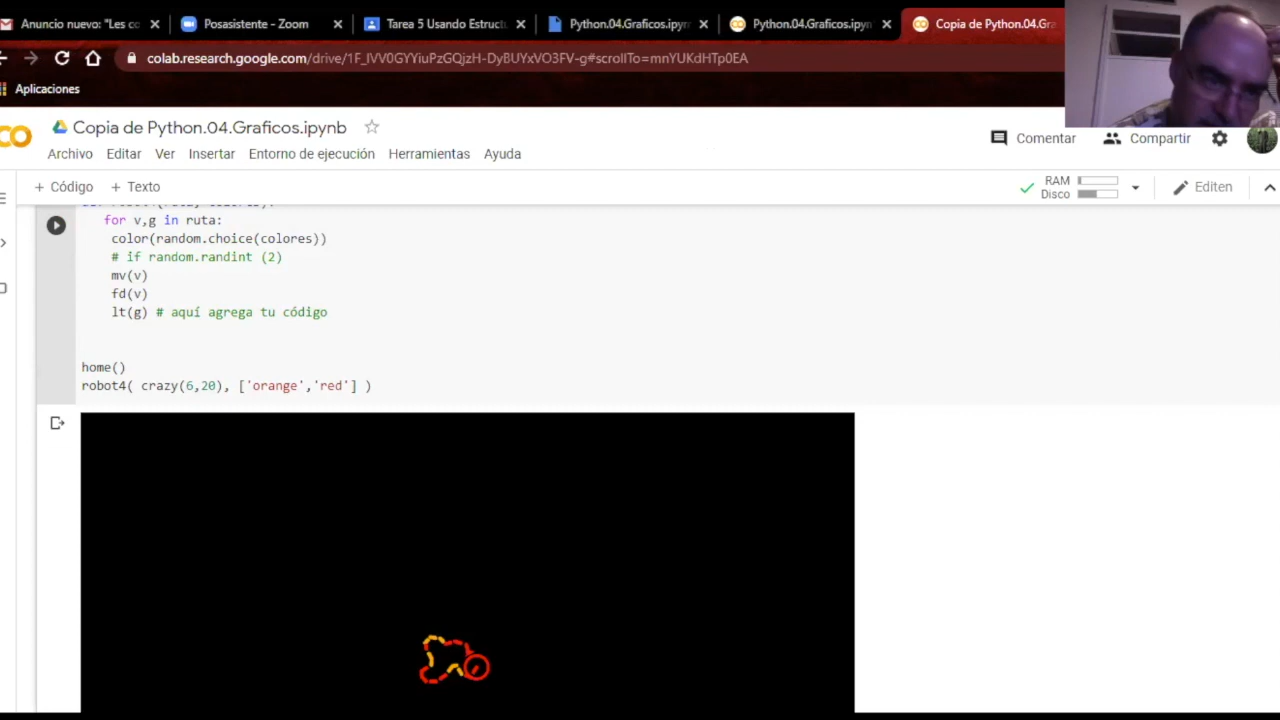 Anuncio nuevo: "Les co
Posasistente - Zoom
Tarea 5 Usando Estruct
Python.04.Graficos.ipyn
Python.04.Graficos.ipyn
Copia de Python.04.Gra
colab.research.google.com/drive/1F_IVV0GYYiuPzGQjzH-DyBUYxVO3FV-g#scrollTo=mnYUKdHTp0EA
Aplicaciones
CO
Copia de Python.04.Graficos.ipynb
Comentar
Compartir
Archivo Editar Ver Insertar Entorno de ejecución Herramientas Ayuda
+ Código + Texto
RAM
Disco
Editen
for v,g in ruta:
color(random.choice(colores))
# if random.randint (2)
mv(v)
fd(v)
lt(g) # aquí agrega tu código
home()
robot4( crazy(6,20), ['orange','red'] )